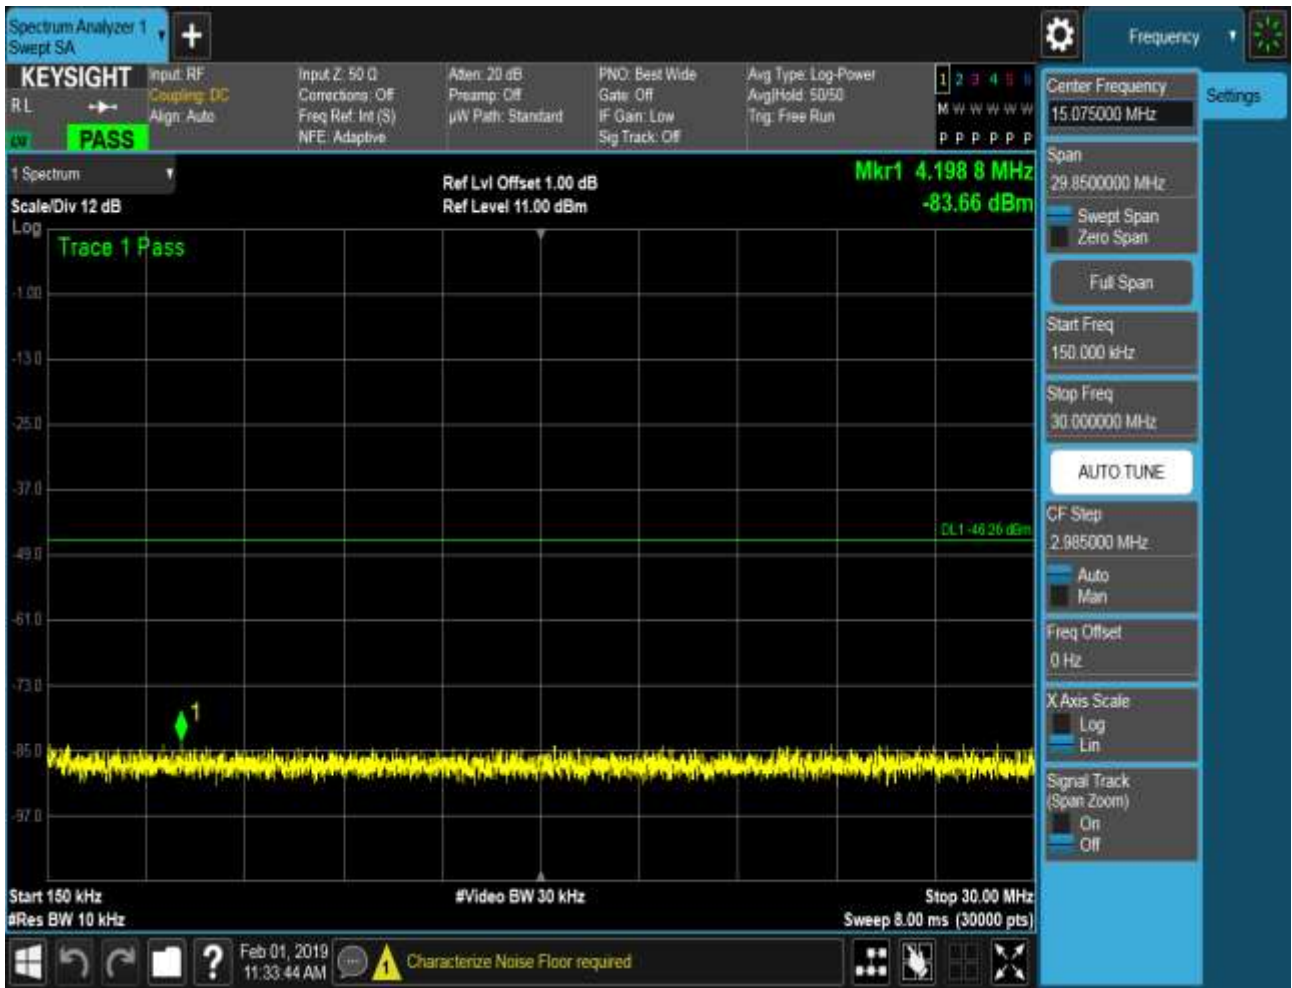 Spectrum Analyzer 1
Swept SA
Frequency
KEYSIGHT
R L
PASS
Input: RF
Coupling: DC
Align: Auto
Input Z: 50 Ω
Corrections: Off
Freq Ref: Int (S)
NFE: Adaptive
Atten: 20 dB
Preamp: Off
µW Path: Standard
PNO: Best Wide
Gate: Off
IF Gain: Low
Sig Track: Off
Avg Type: Log-Power
Avg|Hold: 50/50
Trig: Free Run
1 2 3 4 5 6
M W W W W W
P P P P P P
1 Spectrum
Scale/Div 12 dB
Ref Lvl Offset 1.00 dB
Ref Level 11.00 dBm
Mkr1 4.198 8 MHz
-83.66 dBm
Log
Trace 1 Pass
-1.00
-13.0
-25.0
-37.0
DL1 -46.26 dBm
-49.0
-61.0
-73.0
1
-85.0
-97.0
Start 150 kHz
#Video BW 30 kHz
Stop 30.00 MHz
#Res BW 10 kHz
Sweep 8.00 ms (30000 pts)
Center Frequency
15.075000 MHz
Settings
Span
29.8500000 MHz
Swept Span
Zero Span
Full Span
Start Freq
150.000 kHz
Stop Freq
30.000000 MHz
AUTO TUNE
CF Step
2.985000 MHz
Auto
Man
Freq Offset
0 Hz
X Axis Scale
Log
Lin
Signal Track
(Span Zoom)
On
Off
?
Feb 01, 2019
11:33:44 AM
1
Characterize Noise Floor required